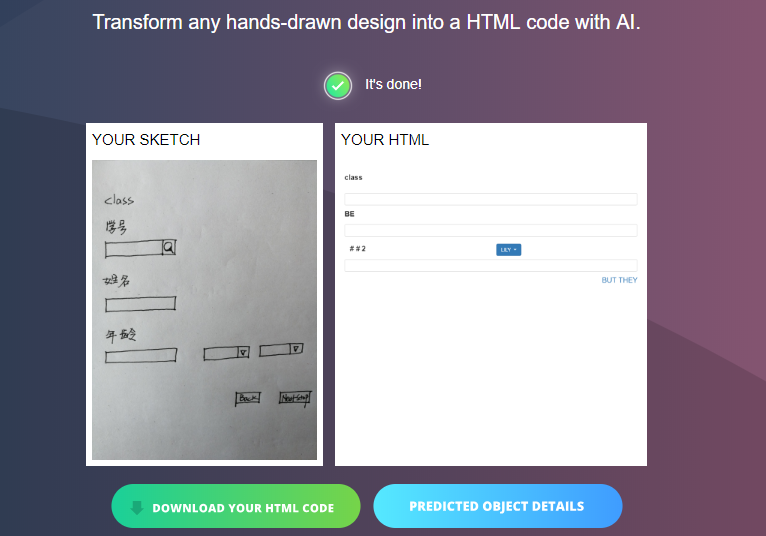 Transform any hands-drawn design into a HTML code with AI.
It's done!
YOUR SKETCH
class
学号
姓名
年龄
Back
Next Step
YOUR HTML
class
BE
##2
LEY
BUT THEY
DOWNLOAD YOUR HTML CODE
PREDICTED OBJECT DETAILS